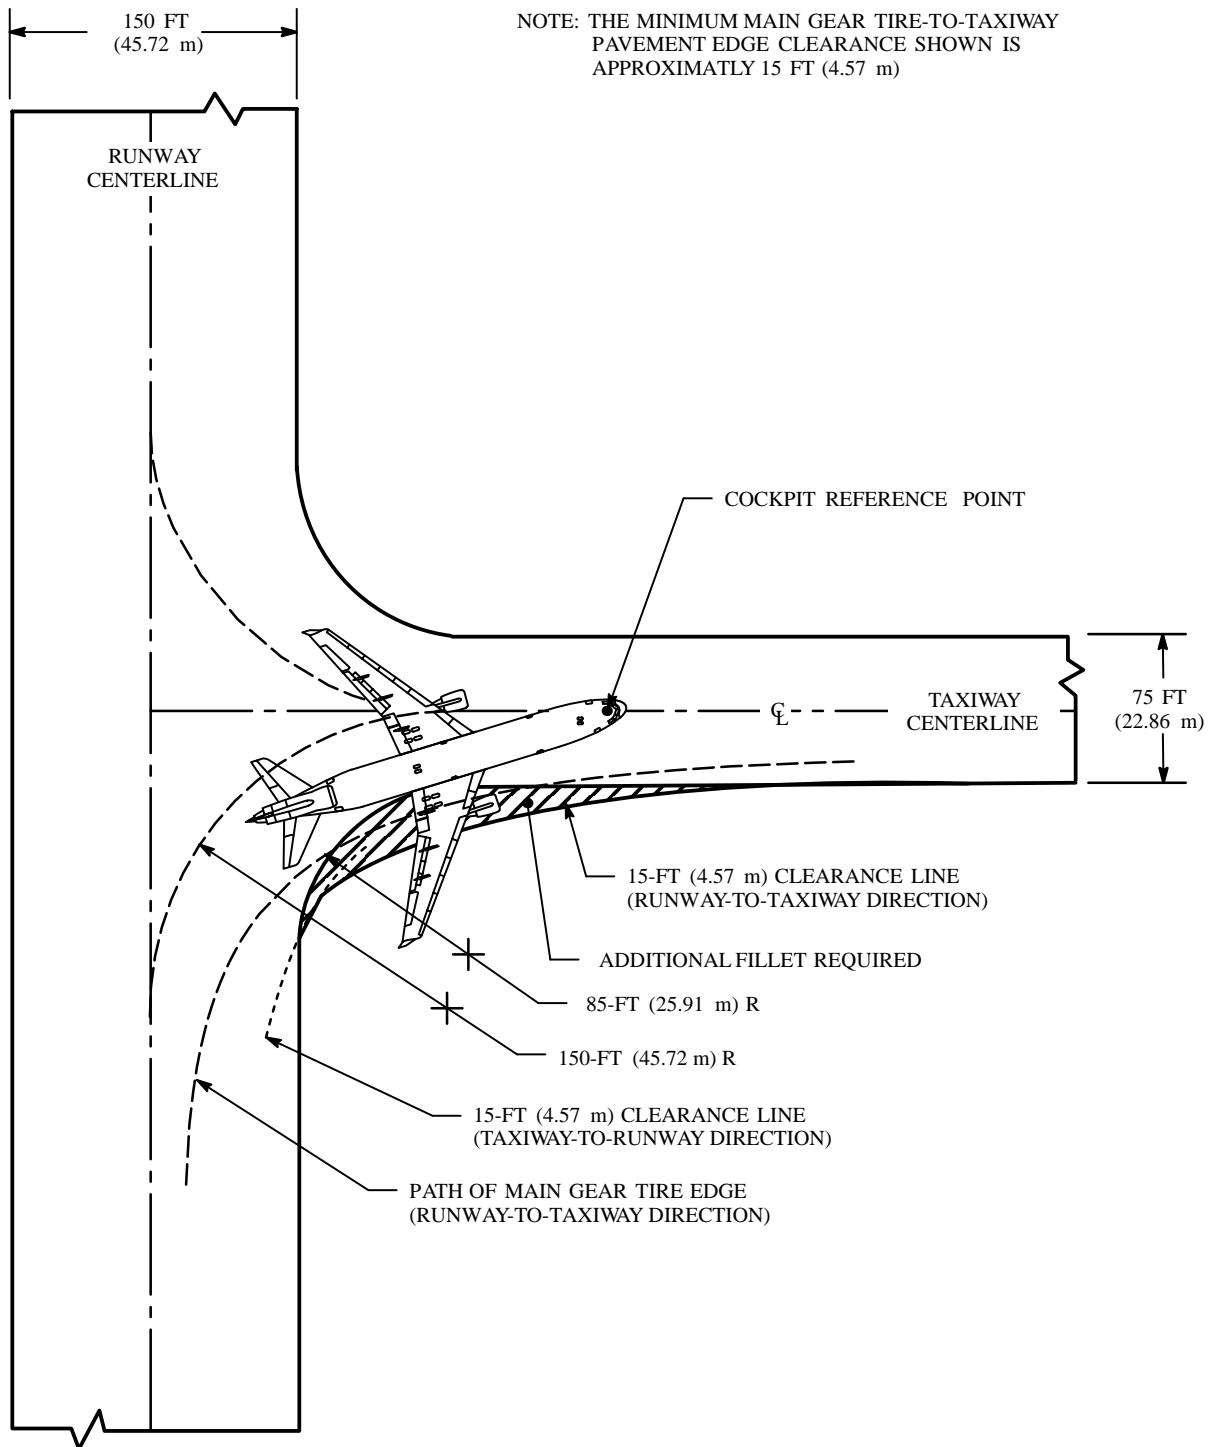 150 FT
(45.72 m)
NOTE: THE MINIMUM MAIN GEAR TIRE-TO-TAXIWAY
PAVEMENT EDGE CLEARANCE SHOWN IS
APPROXIMATLY 15 FT (4.57 m)
RUNWAY
CENTERLINE
COCKPIT REFERENCE POINT
TAXIWAY
CENTERLINE
℄
75 FT
(22.86 m)
15-FT (4.57 m) CLEARANCE LINE
(RUNWAY-TO-TAXIWAY DIRECTION)
ADDITIONAL FILLET REQUIRED
85-FT (25.91 m) R
150-FT (45.72 m) R
15-FT (4.57 m) CLEARANCE LINE
(TAXIWAY-TO-RUNWAY DIRECTION)
PATH OF MAIN GEAR TIRE EDGE
(RUNWAY-TO-TAXIWAY DIRECTION)